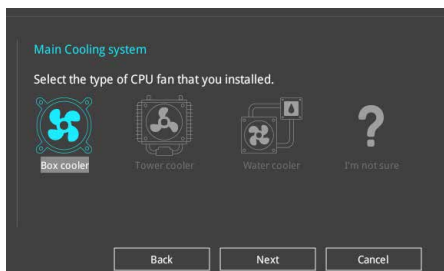 Main Cooling system
Select the type of CPU fan that you installed.
Box cooler
Tower cooler
Water cooler
I'm not sure
Back
Next
Cancel